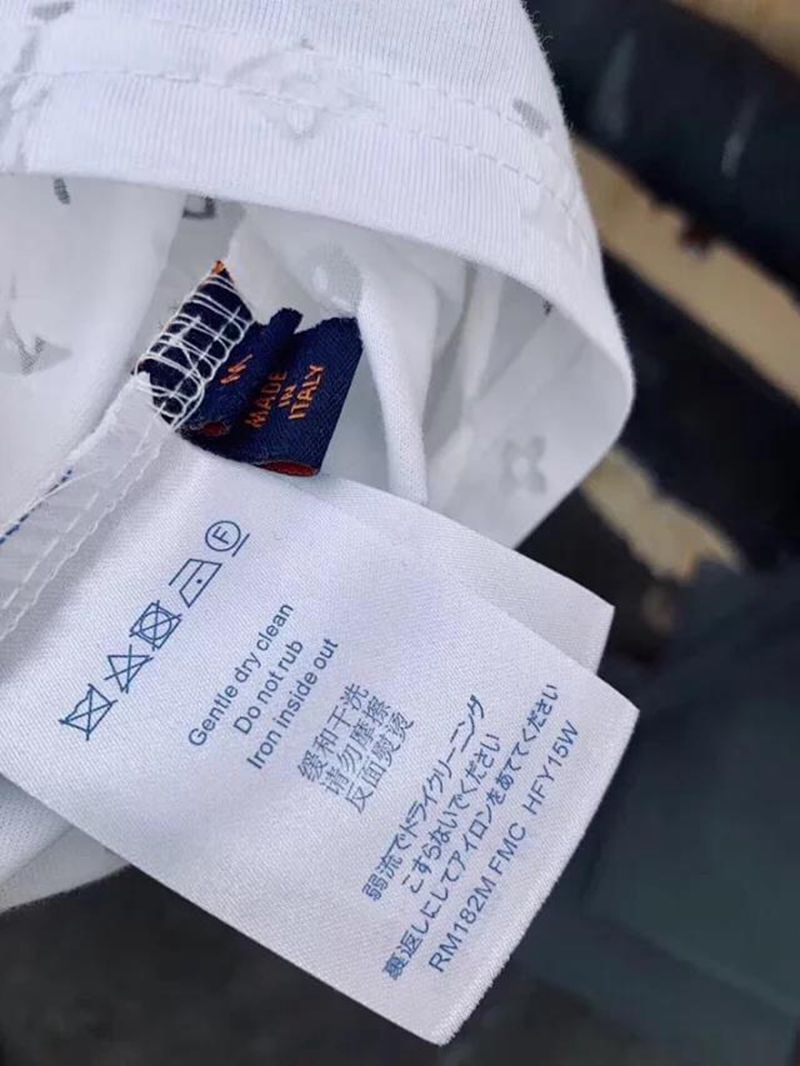 M
MADE
IN
ITALY
F
Gentle dry clean
Do not rub
Iron inside out
缓和干洗
请勿摩擦
反面熨烫
弱流でドライクリーニング
こすらないでください
裏返しにしてアイロンをあててください
RM182M FMC HFY15W